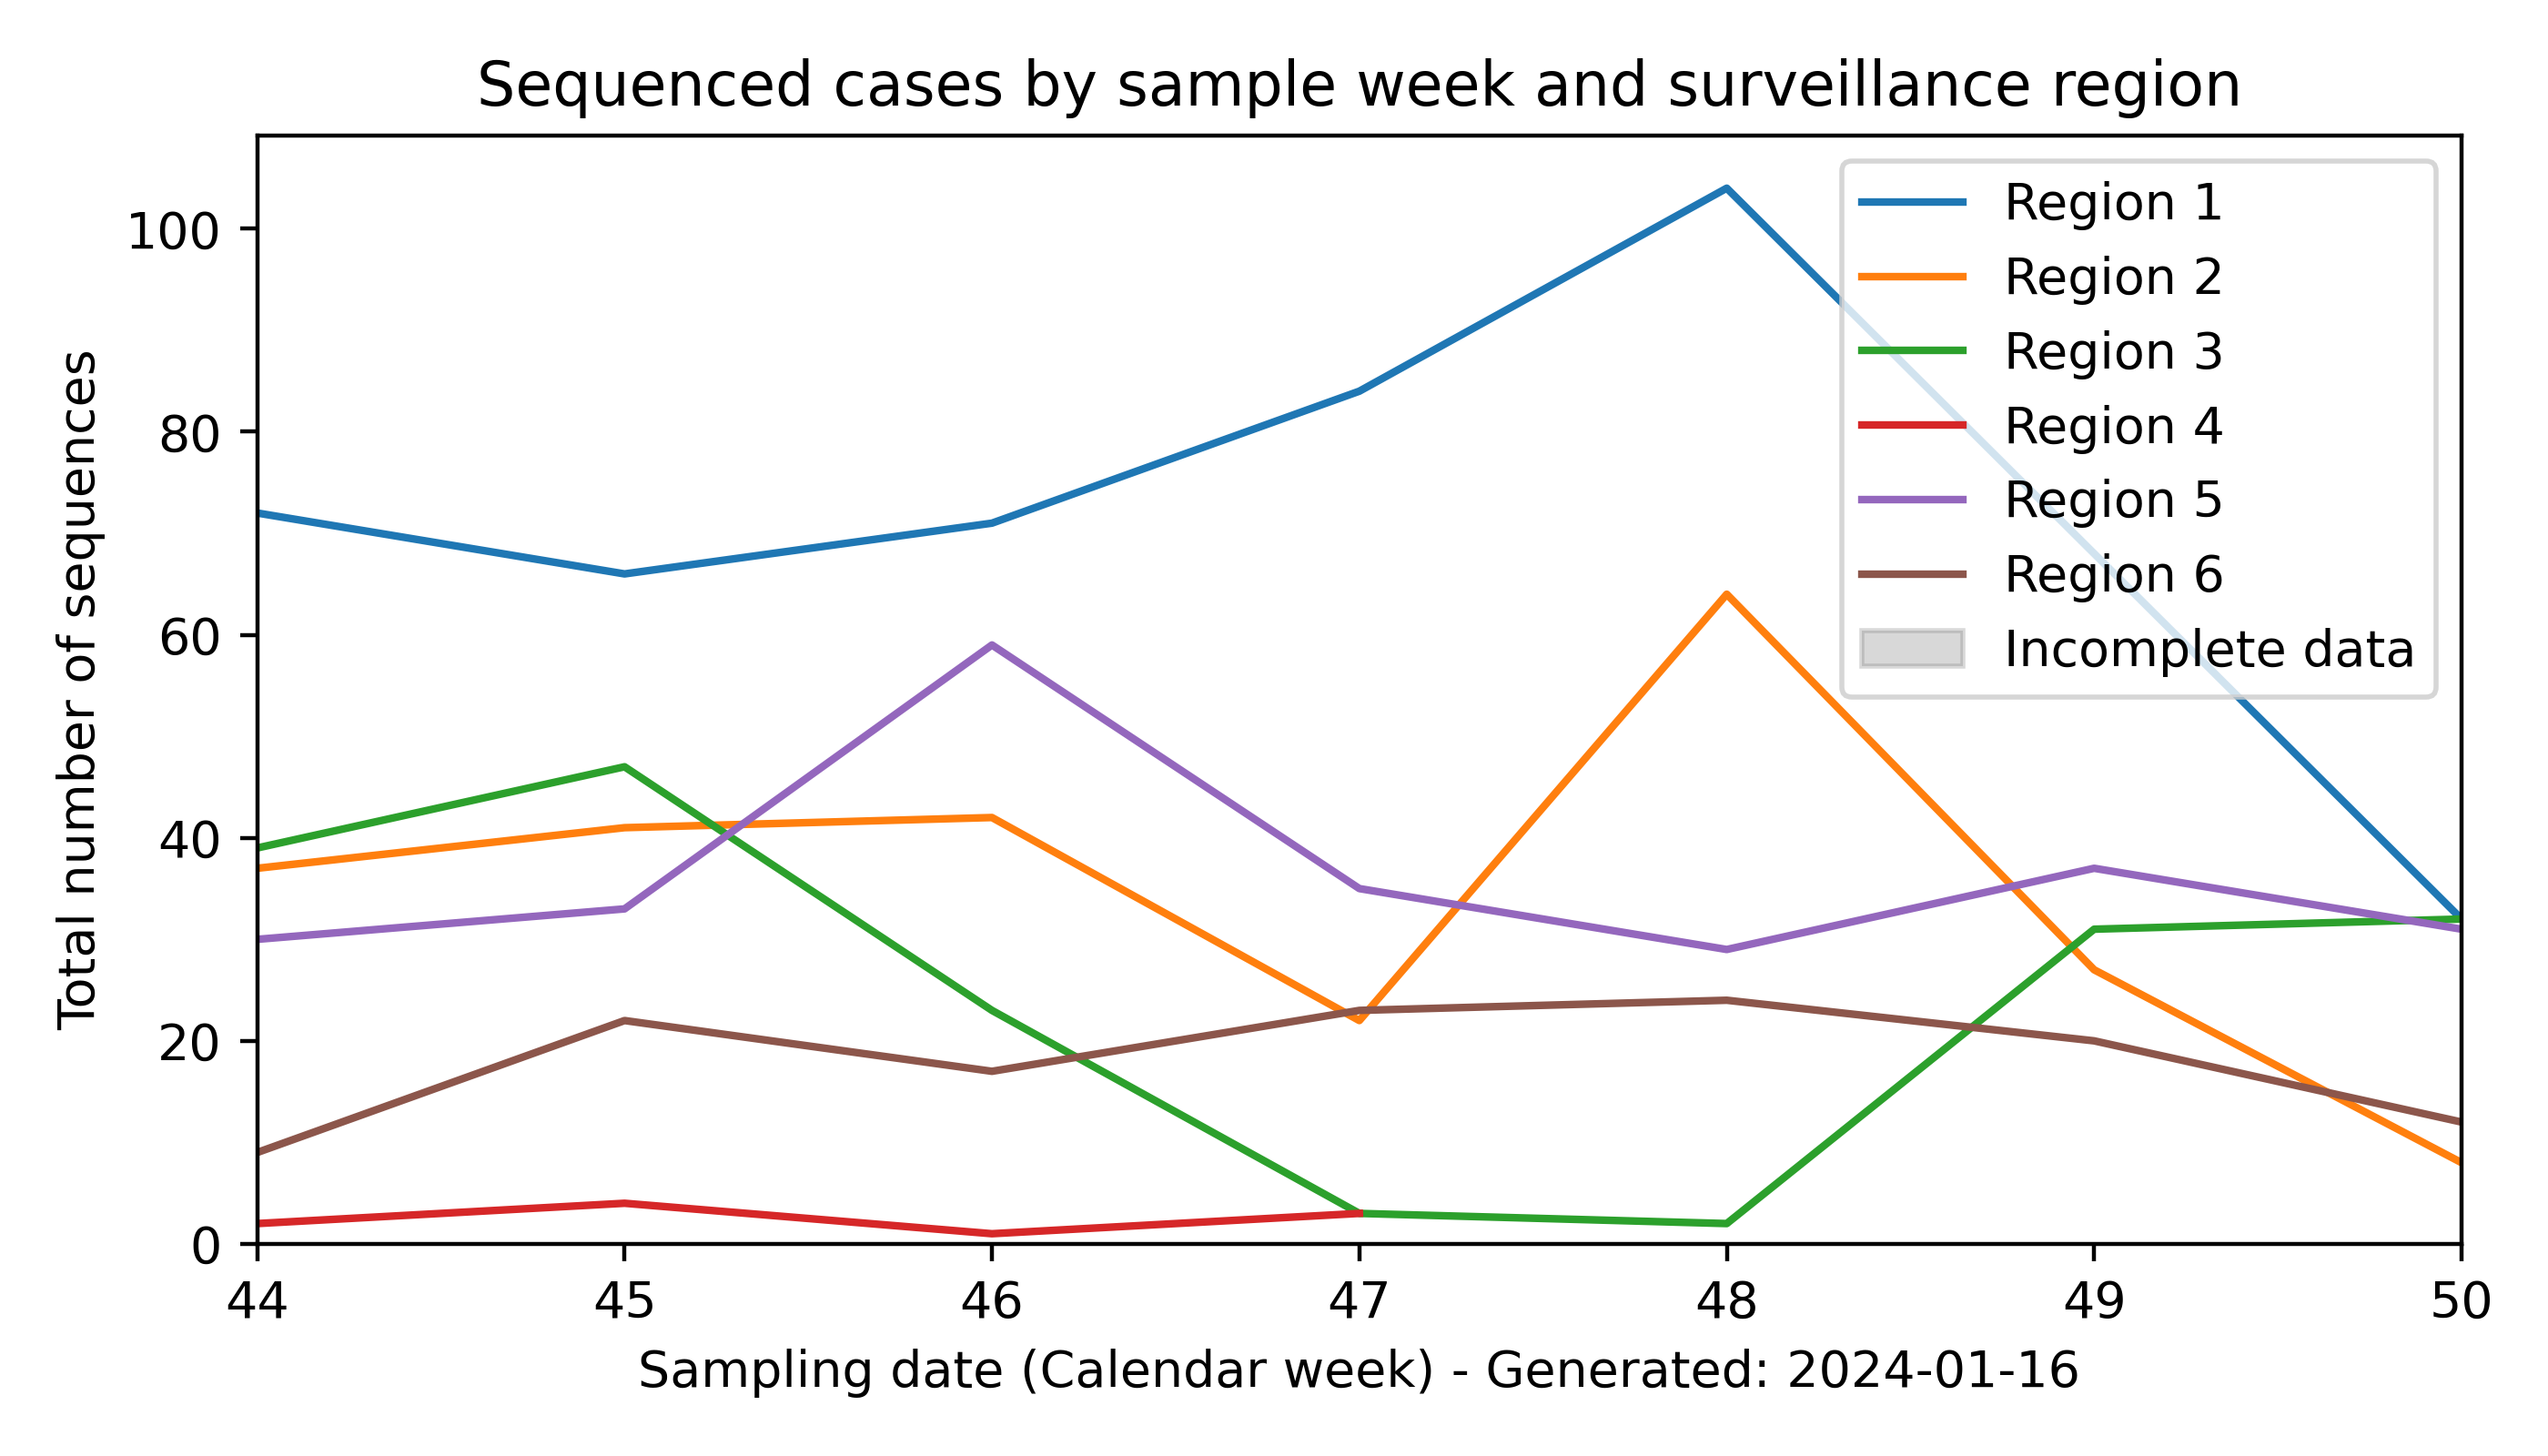 Sequenced cases by sample week and surveillance region
Total number of sequences
100
80
60
40
20
0
44 45 46 47 48 49 50
Sampling date (Calendar week) - Generated: 2024-01-16
Region 1
Region 2
Region 3
Region 4
Region 5
Region 6
Incomplete data